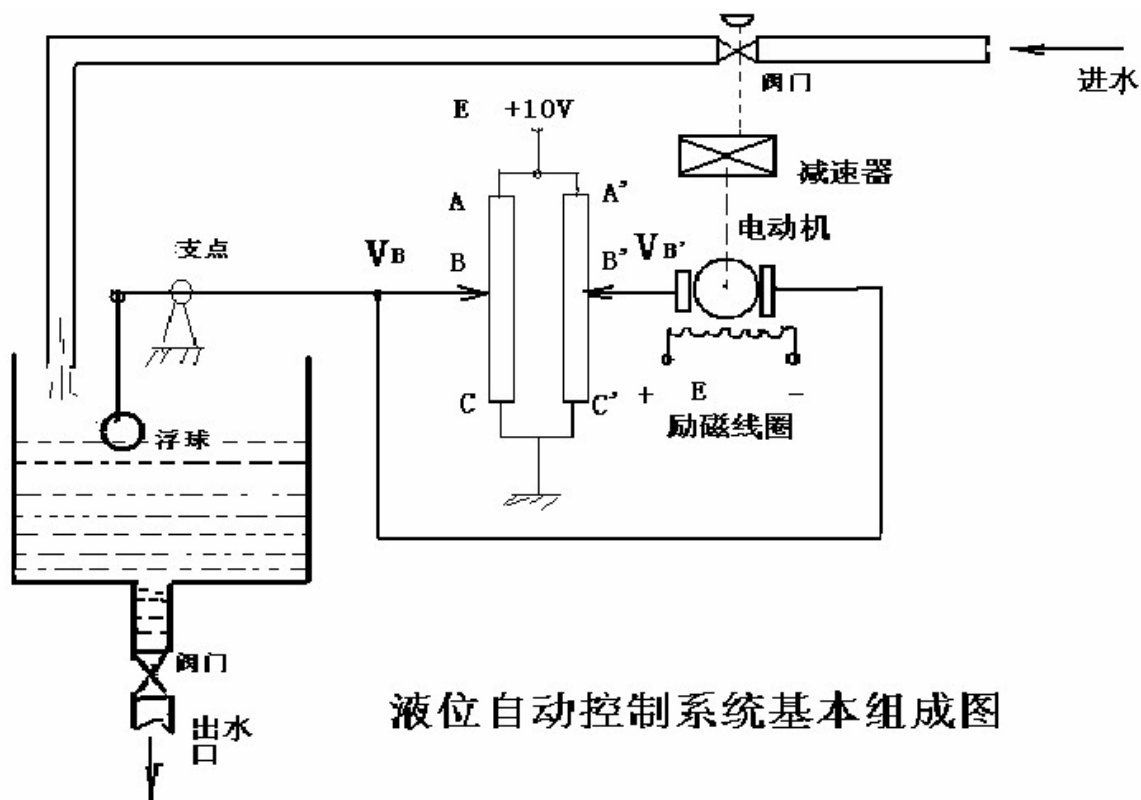 阀门
进水
E +10V
减速器
A
A'
电动机
支点
VB
B
B'
VB'
C
C'
+ E -
励磁线圈
浮球
阀门
出水
口
液位自动控制系统基本组成图